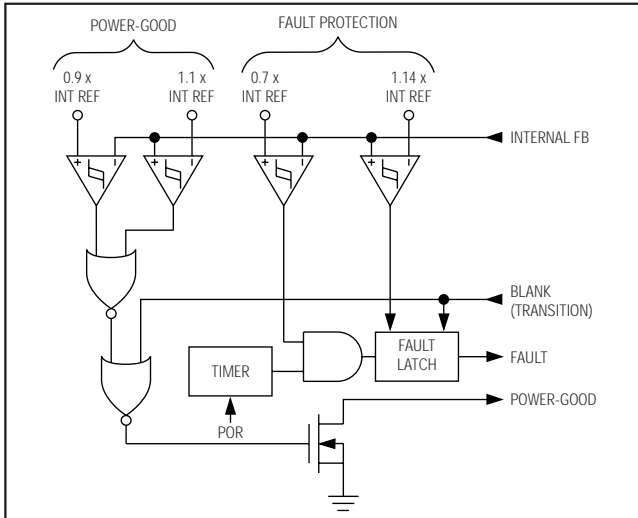 POWER-GOOD
FAULT PROTECTION
0.9 x
INT REF
1.1 x
INT REF
0.7 x
INT REF
1.14 x
INT REF
+
-
+
-
+
-
+
-
INTERNAL FB
BLANK
(TRANSITION)
FAULT
LATCH
FAULT
TIMER
POR
POWER-GOOD